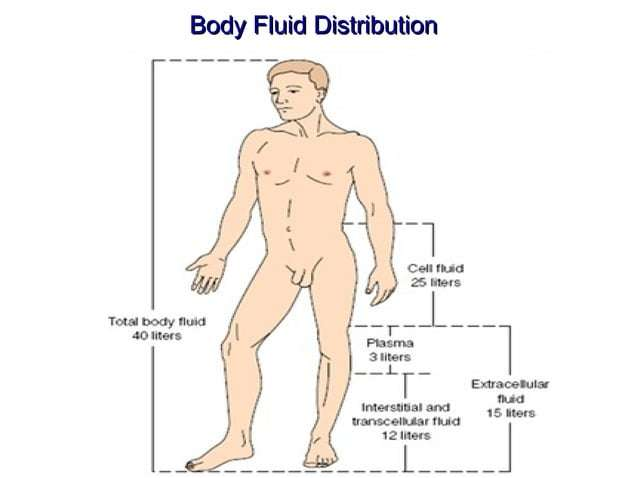 Body Fluid Distribution
Cell fluid
25 liters
Total body fluid
40 liters
Plasma
3 liters
Extracellular
fluid
15 liters
Interstitial and
transcellular fluid
12 liters